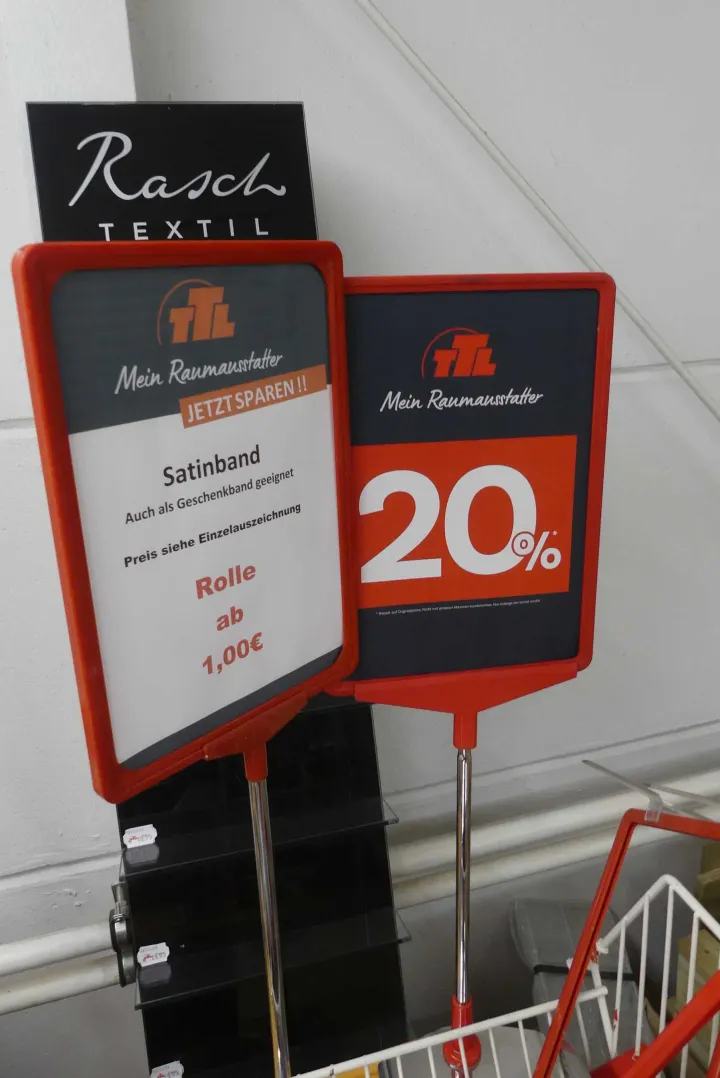 Rasch
TEXTIL
TTL
Mein Raumausstatter
JETZT SPAREN !!
Satinband
Auch als Geschenkband geeignet
Preis siehe Einzelauszeichnung
Rolle
ab
1,00€
TTL
Mein Raumausstatter
20%*